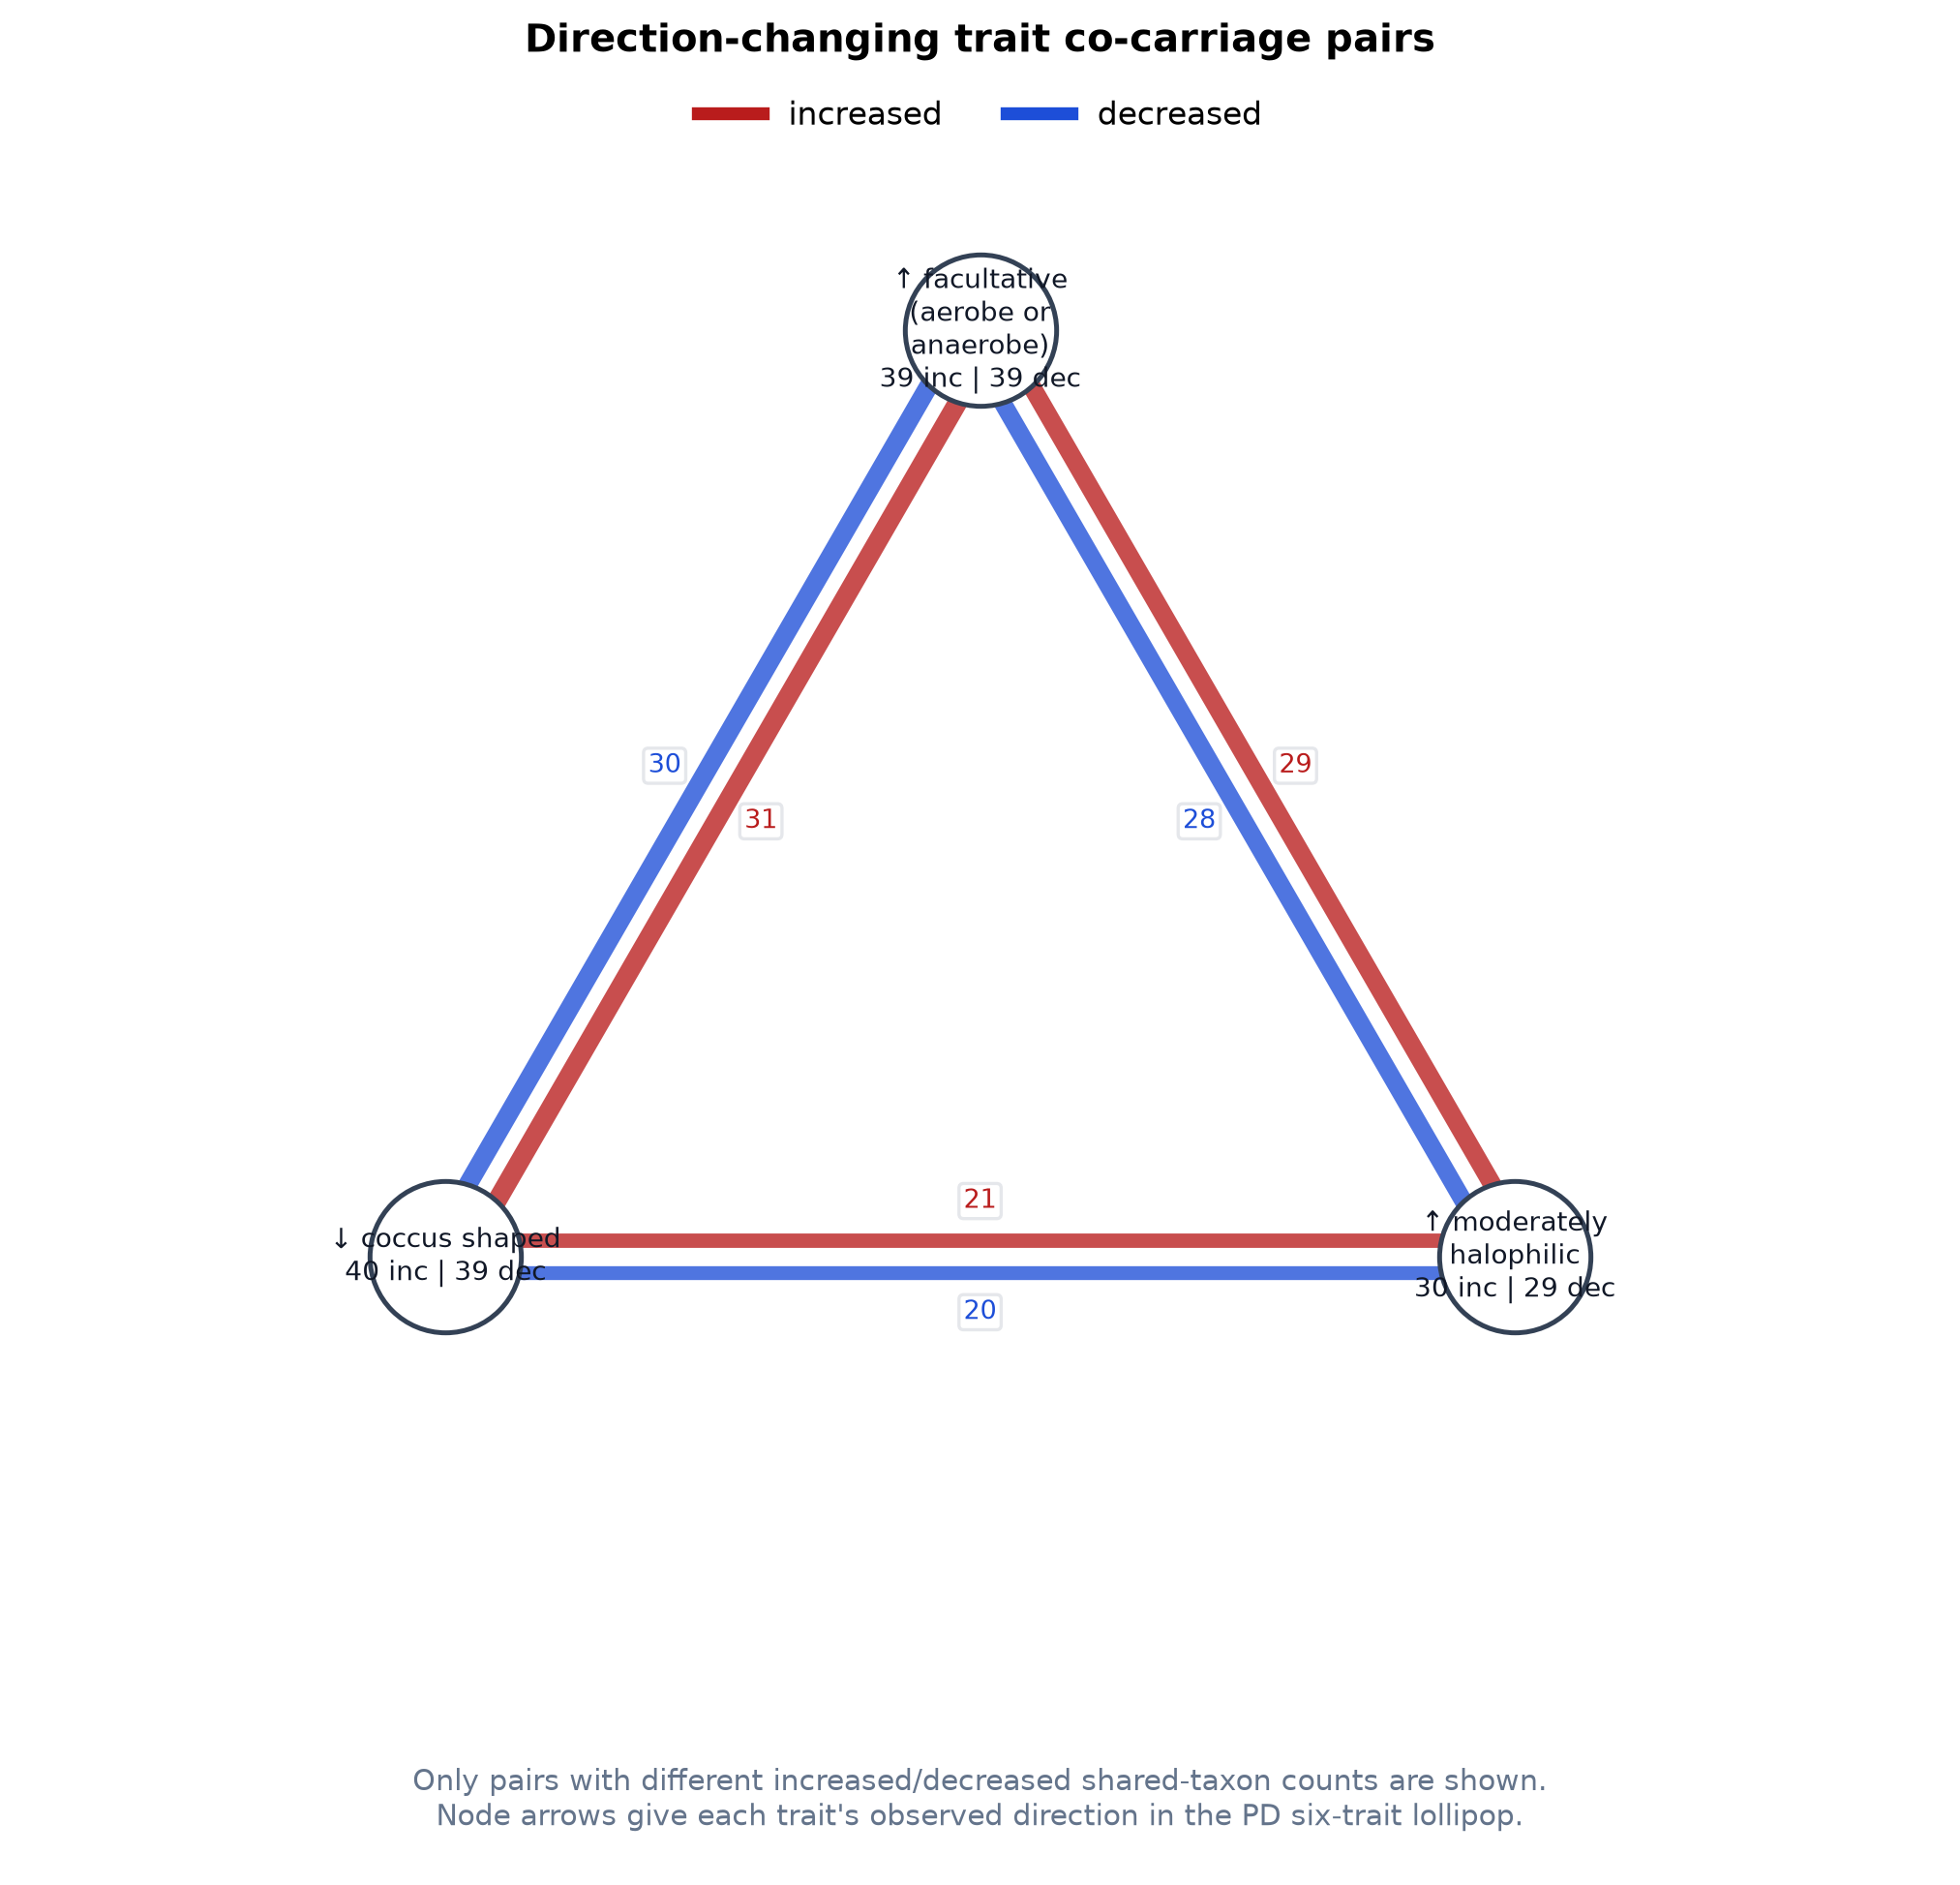 Direction-changing trait co-carriage pairs
increased
decreased
↑ facultative
(aerobe or
anaerobe)
39 inc | 39 dec
30
29
31
28
21
↓ coccus shaped
40 inc | 39 dec
↑ moderately
halophilic
30 inc | 29 dec
20
Only pairs with different increased/decreased shared-taxon counts are shown.
Node arrows give each trait's observed direction in the PD six-trait lollipop.